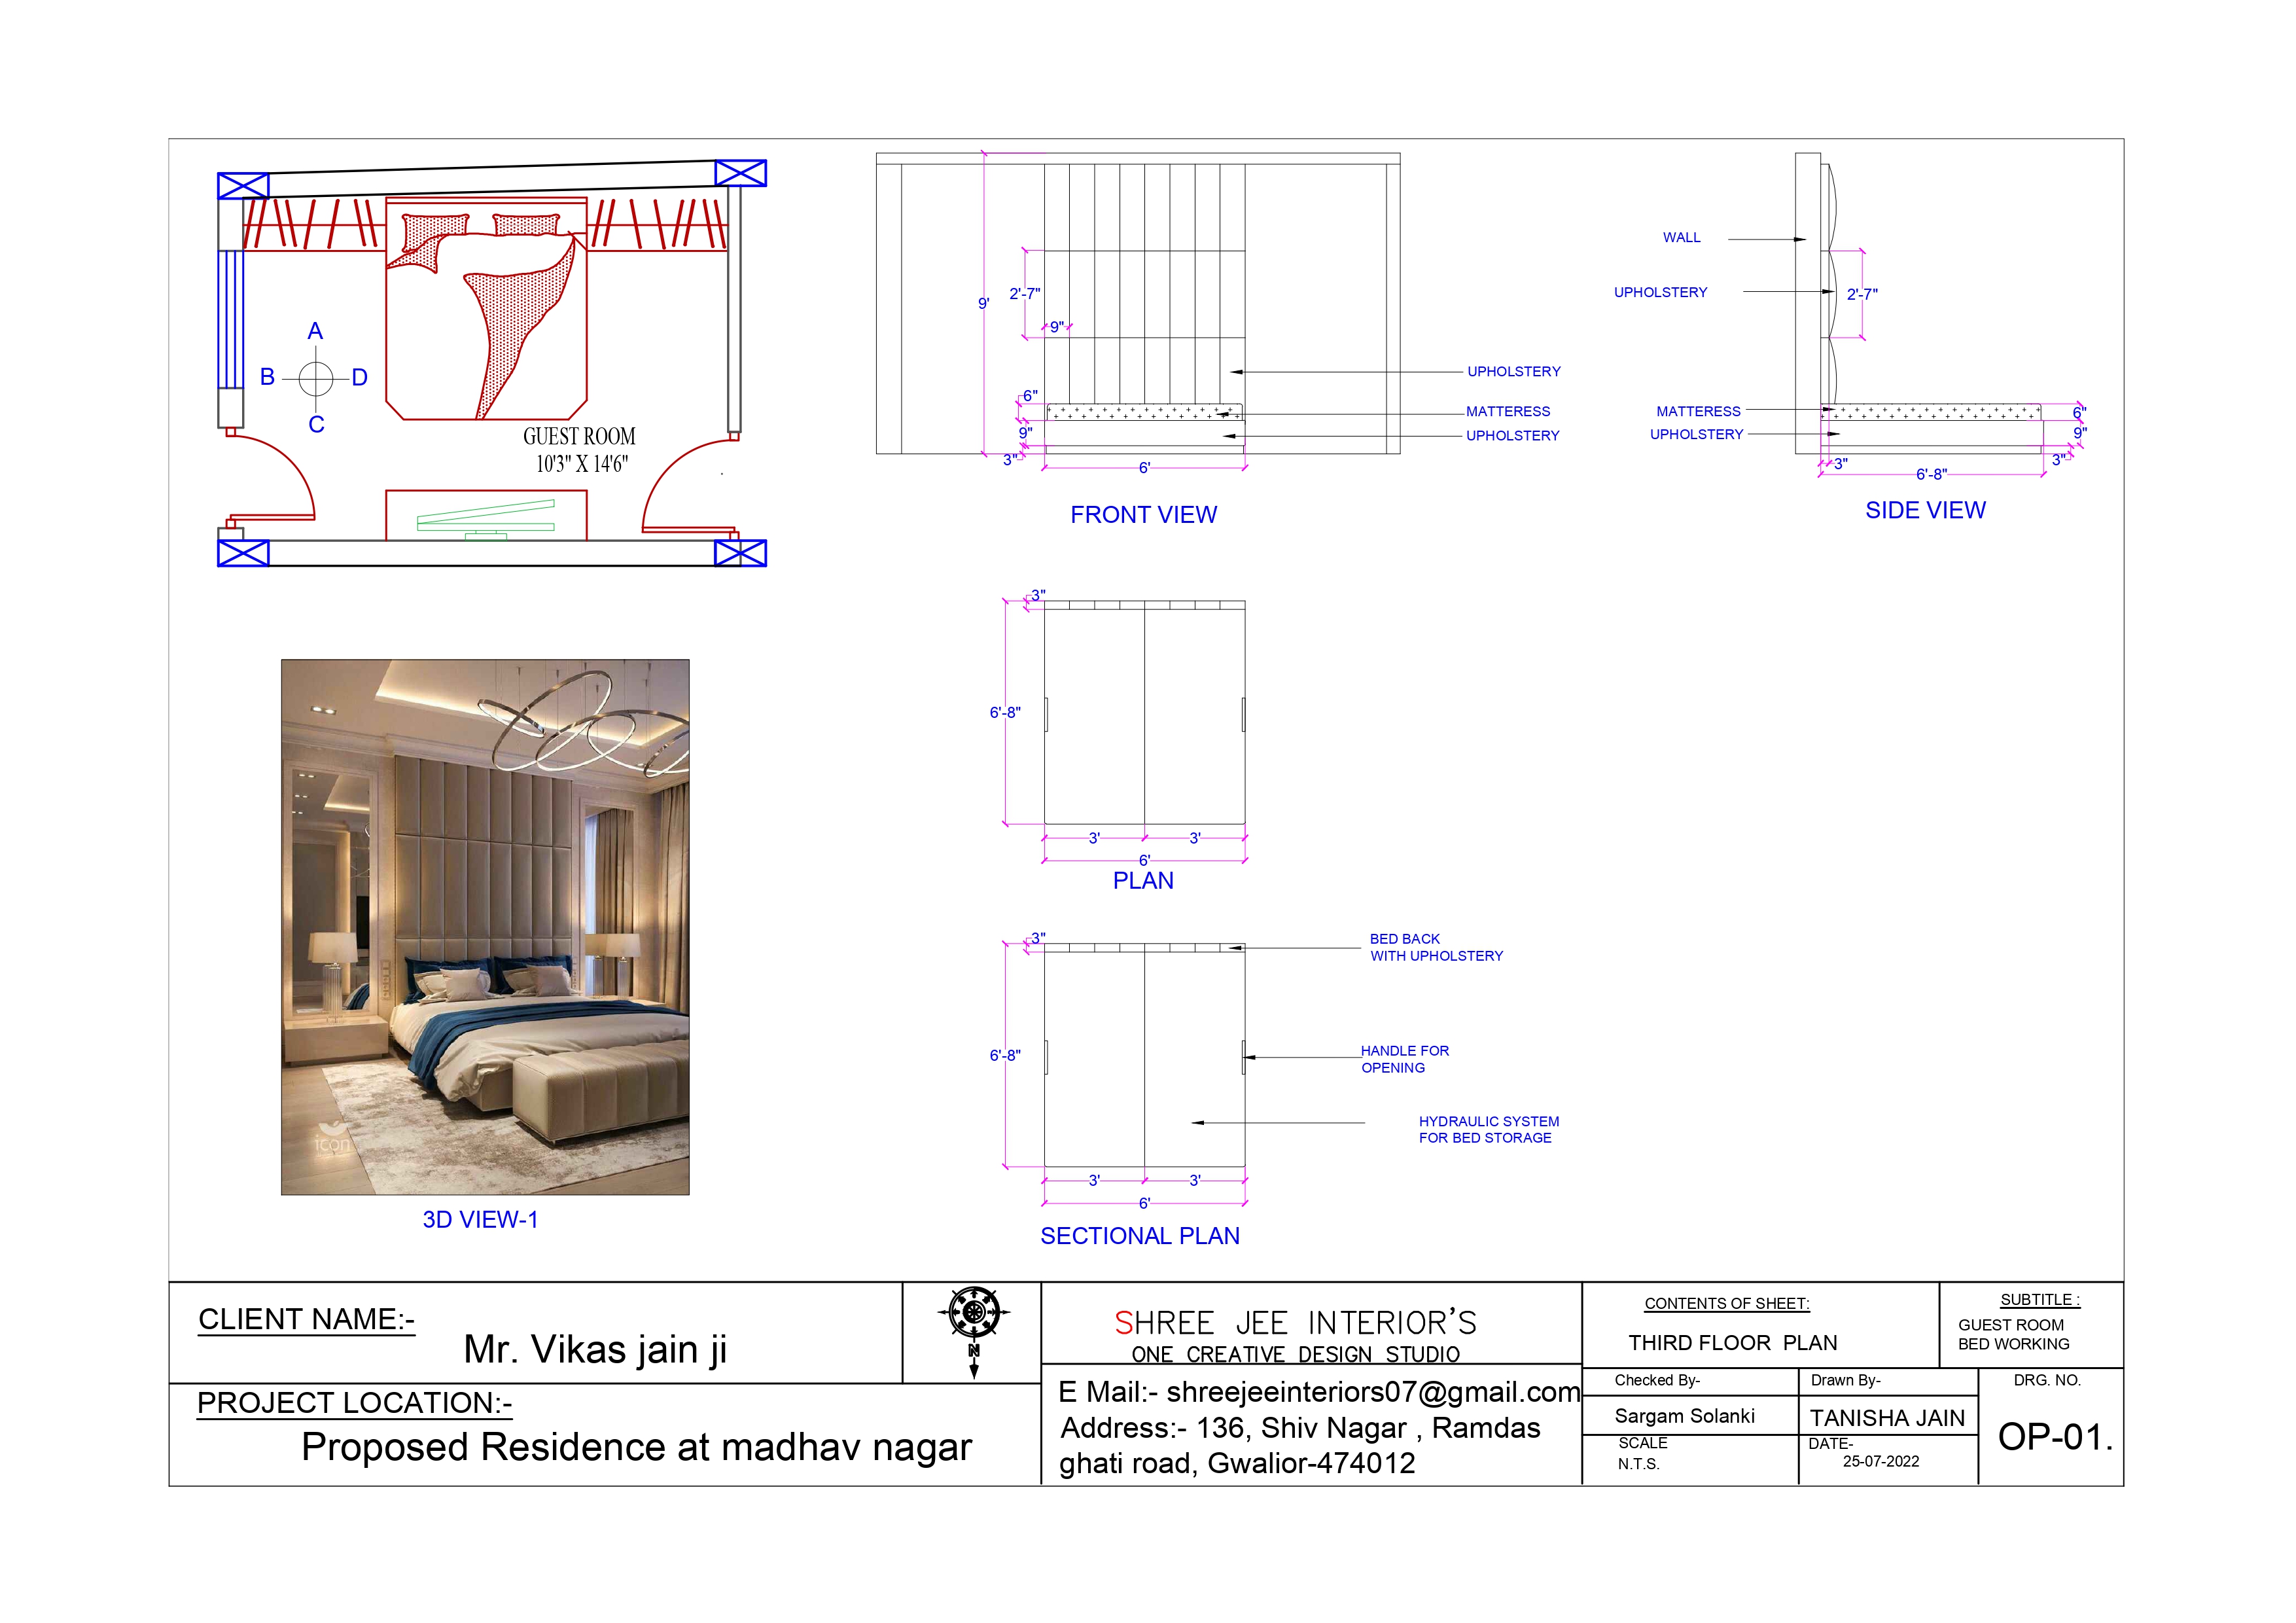 A
B
D
C
GUEST ROOM
10'3" X 14'6"
9'
2'-7"
9"
6"
9"
3"
6'
UPHOLSTERY
MATTERESS
UPHOLSTERY
FRONT VIEW
WALL
UPHOLSTERY
2'-7"
MATTERESS
UPHOLSTERY
6"
9"
3"
3"
6'-8"
SIDE VIEW
3"
6'-8"
3'
3'
6'
PLAN
3"
6'-8"
3'
3'
6'
BED BACK
WITH UPHOLSTERY
HANDLE FOR
OPENING
HYDRAULIC SYSTEM
FOR BED STORAGE
SECTIONAL PLAN
icon
3D VIEW-1
CLIENT NAME:-
Mr. Vikas jain ji
PROJECT LOCATION:-
Proposed Residence at madhav nagar
N
SHREE JEE INTERIOR'S
ONE CREATIVE DESIGN STUDIO
E Mail:- shreejeeinteriors07@gmail.com
Address:- 136, Shiv Nagar , Ramdas
ghati road, Gwalior-474012
CONTENTS OF SHEET:
THIRD FLOOR PLAN
SUBTITLE :
GUEST ROOM
BED WORKING
Checked By-
Sargam Solanki
Drawn By-
TANISHA JAIN
SCALE
N.T.S.
DATE-
25-07-2022
DRG. NO.
OP-01.